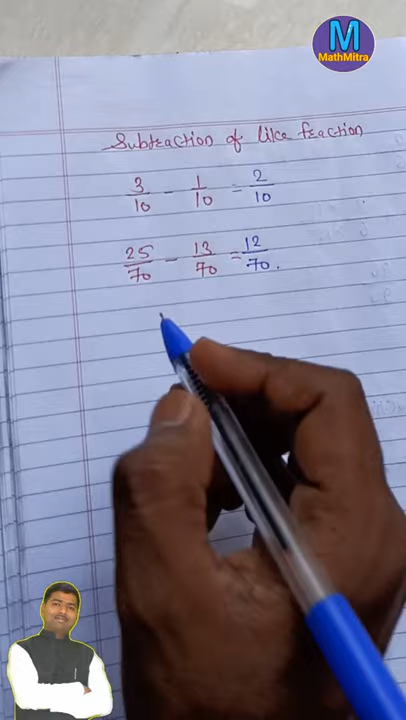 M
MathMitra
Subtraction of like fraction
3/10 - 1/10 = 2/10
25/70 - 13/70 = 12/70.